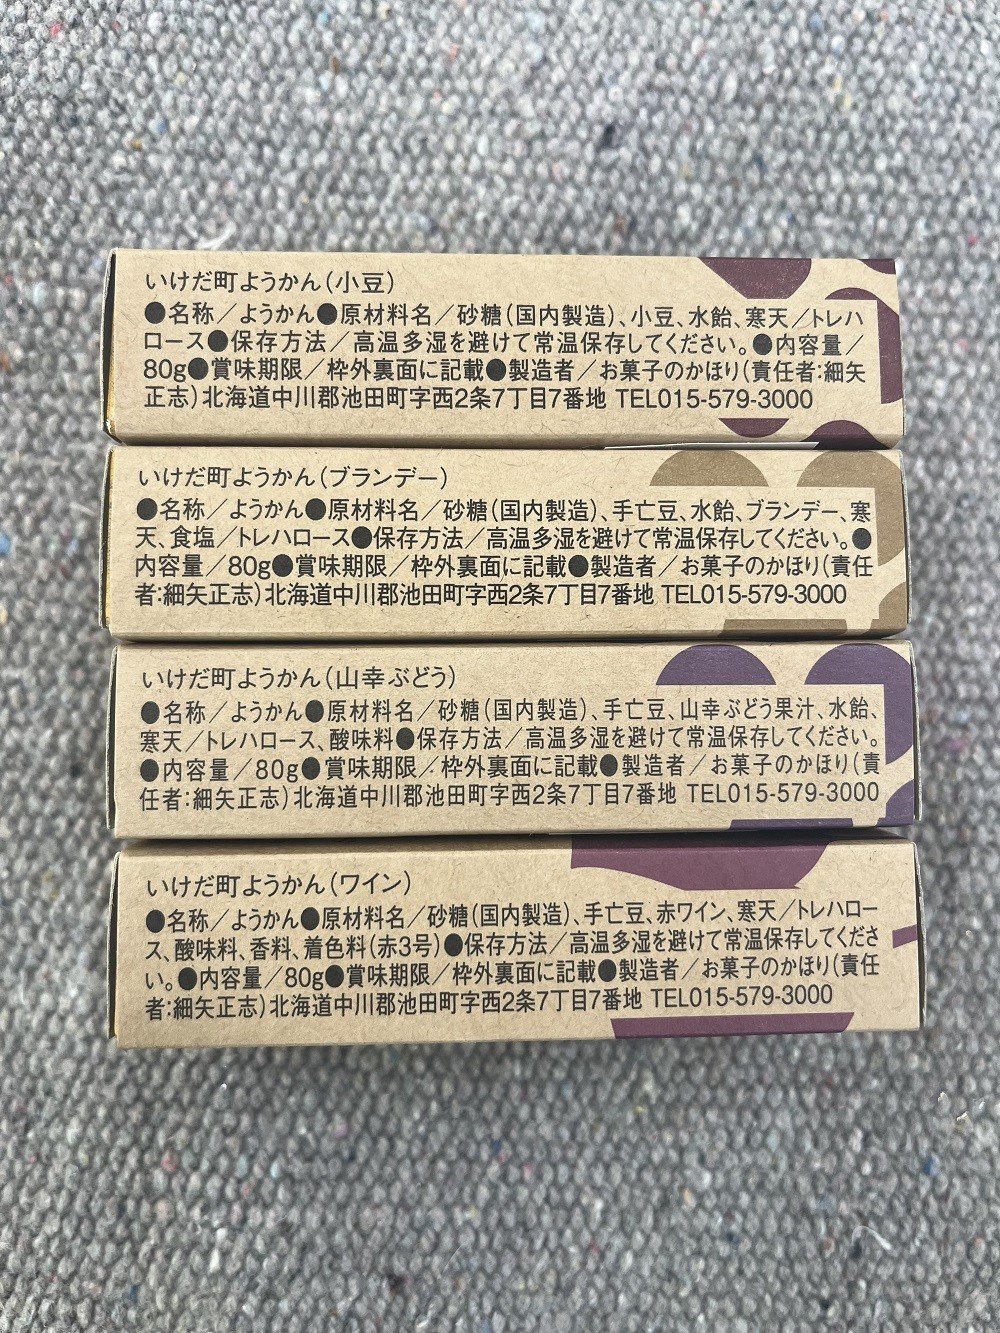 いけだ町ようかん(小豆)
●名称／ようかん●原材料名／砂糖(国内製造)、小豆、水飴、寒天／トレハ
ロース●保存方法／高温多湿を避けて常温保存してください。●内容量／
80g●賞味期限／枠外裏面に記載●製造者／お菓子のかほり(責任者:細矢
正志)北海道中川郡池田町字西2条7丁目7番地 TEL015-579-3000
いけだ町ようかん(ブランデー)
●名称／ようかん●原材料名／砂糖(国内製造)、手亡豆、水飴、ブランデー、寒
天、食塩／トレハロース●保存方法／高温多湿を避けて常温保存してください。●
内容量／80g●賞味期限／枠外裏面に記載●製造者／お菓子のかほり(責任
者:細矢正志)北海道中川郡池田町字西2条7丁目7番地 TEL015-579-3000
いけだ町ようかん(山幸ぶどう)
●名称／ようかん●原材料名／砂糖(国内製造)、手亡豆、山幸ぶどう果汁、水飴、
寒天／トレハロース、酸味料●保存方法／高温多湿を避けて常温保存してください。
●内容量／80g●賞味期限／枠外裏面に記載●製造者／お菓子のかほり(責
任者:細矢正志)北海道中川郡池田町字西2条7丁目7番地 TEL015-579-3000
いけだ町ようかん(ワイン)
●名称／ようかん●原材料名／砂糖(国内製造)、手亡豆、赤ワイン、寒天／トレハロー
ス、酸味料、香料、着色料(赤3号)●保存方法／高温多湿を避けて常温保存してくださ
い。●内容量／80g●賞味期限／枠外裏面に記載●製造者／お菓子のかほり(責任
者:細矢正志)北海道中川郡池田町字西2条7丁目7番地 TEL015-579-3000